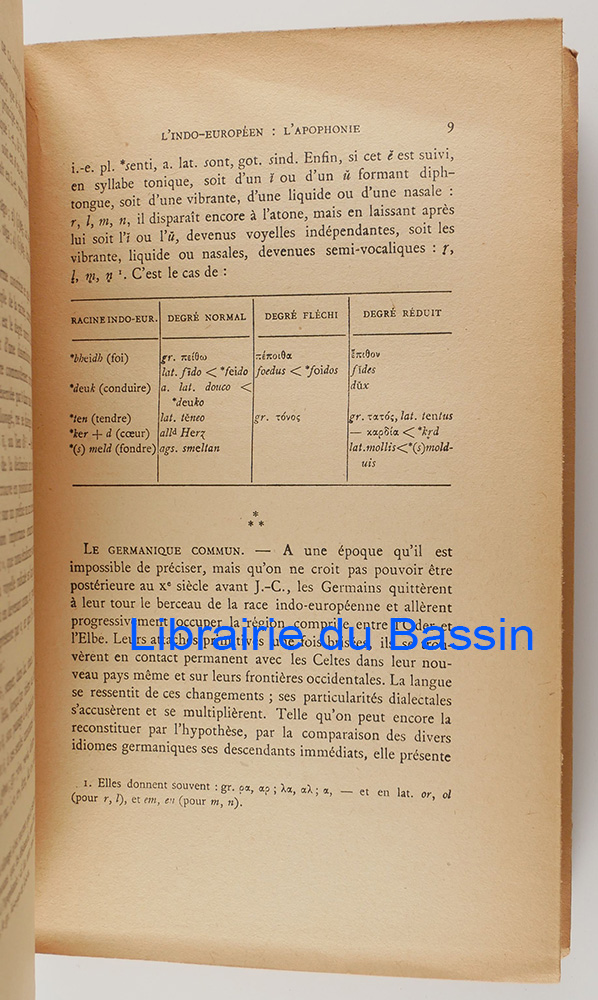 L'INDO-EUROPÉEN : L'APOPHONIE 9
i.-e. pl. *senti, a. lat. sont, got. sind. Enfin, si cet ĕ est suivi,
en syllabe tonique, soit d'un ĭ ou d'un ŭ formant diph-
tongue, soit d'une vibrante, d'une liquide ou d'une nasale :
r, l, m, n, il disparaît encore à l'atone, mais en laissant après
lui soit l'ĭ ou l'ŭ, devenus voyelles indépendantes, soit les
vibrante, liquide ou nasales, devenues semi-vocaliques : r̥,
l̥, m̥, n̥ ¹. C'est le cas de :
RACINE INDO-EUR. DEGRÉ NORMAL DEGRÉ FLÉCHI DEGRÉ RÉDUIT
*bheidh (foi) gr. πείθω πέποιθα ἔπιθον
lat. fīdo < *feido foedus < *foidos fĭdes
*deuk (conduire) a. lat. douco < dŭx
*deuko
*ten (tendre) lat. tĕneo gr. τόνος gr. τατός, lat. tentus
*ker + d (cœur) allᵈ Herz — καρδία < *kr̥d
*(s) meld (fondre) ags. smeltan lat. mollis < *(s)mold-
uis
*
* *
LE GERMANIQUE COMMUN. — A une époque qu'il est
impossible de préciser, mais qu'on ne croit pas pouvoir être
postérieure au Xᵉ siècle avant J.-C., les Germains quittèrent
à leur tour le berceau de la race indo-européenne et allèrent
progressivement occuper la région comprise entre l'Oder et
l'Elbe. Leurs attaches primitives une fois brisées, ils se trou-
vèrent en contact permanent avec les Celtes dans leur nou-
veau pays même et sur leurs frontières occidentales. La langue
se ressentit de ces changements ; ses particularités dialectales
s'accusèrent et se multiplièrent. Telle qu'on peut encore la
reconstituer par l'hypothèse, par la comparaison des divers
idiomes germaniques ses descendants immédiats, elle présente
1. Elles donnent souvent : gr. ρα, αρ ; λα, αλ ; α, — et en lat. or, ol
(pour r, l), et em, en (pour m, n).
Librairie du Bassin